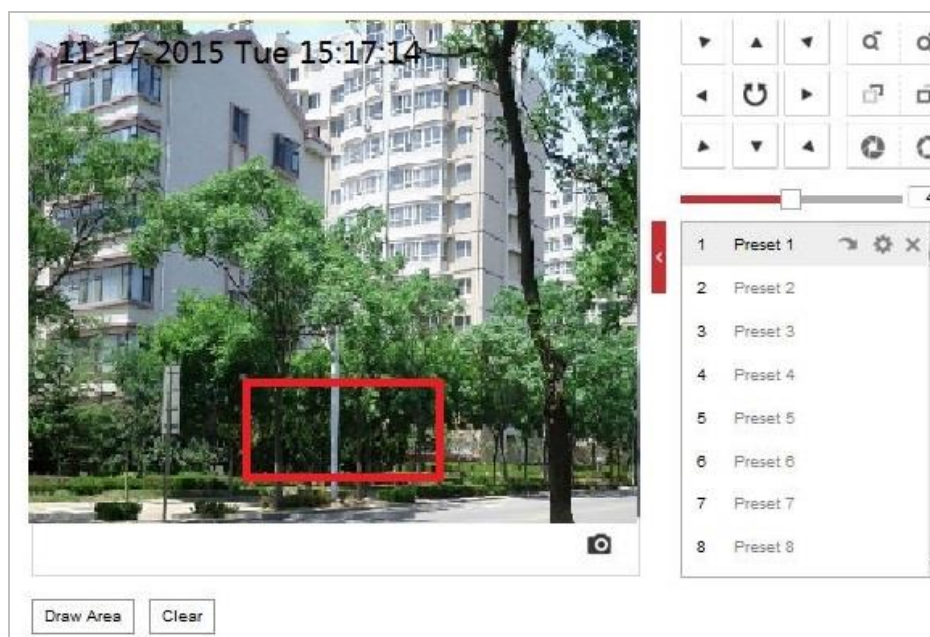 11-17-2015 Tue 15:17:14
4
1 Preset 1
2 Preset 2
3 Preset 3
4 Preset 4
5 Preset 5
6 Preset 6
7 Preset 7
8 Preset 8
Draw Area Clear